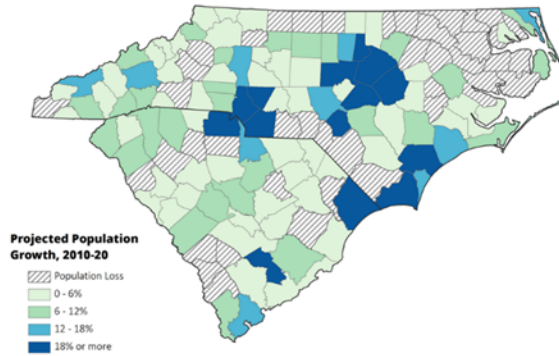 Projected Population
Growth, 2010-20
Population Loss
0 - 6%
6 - 12%
12 - 18%
18% or more